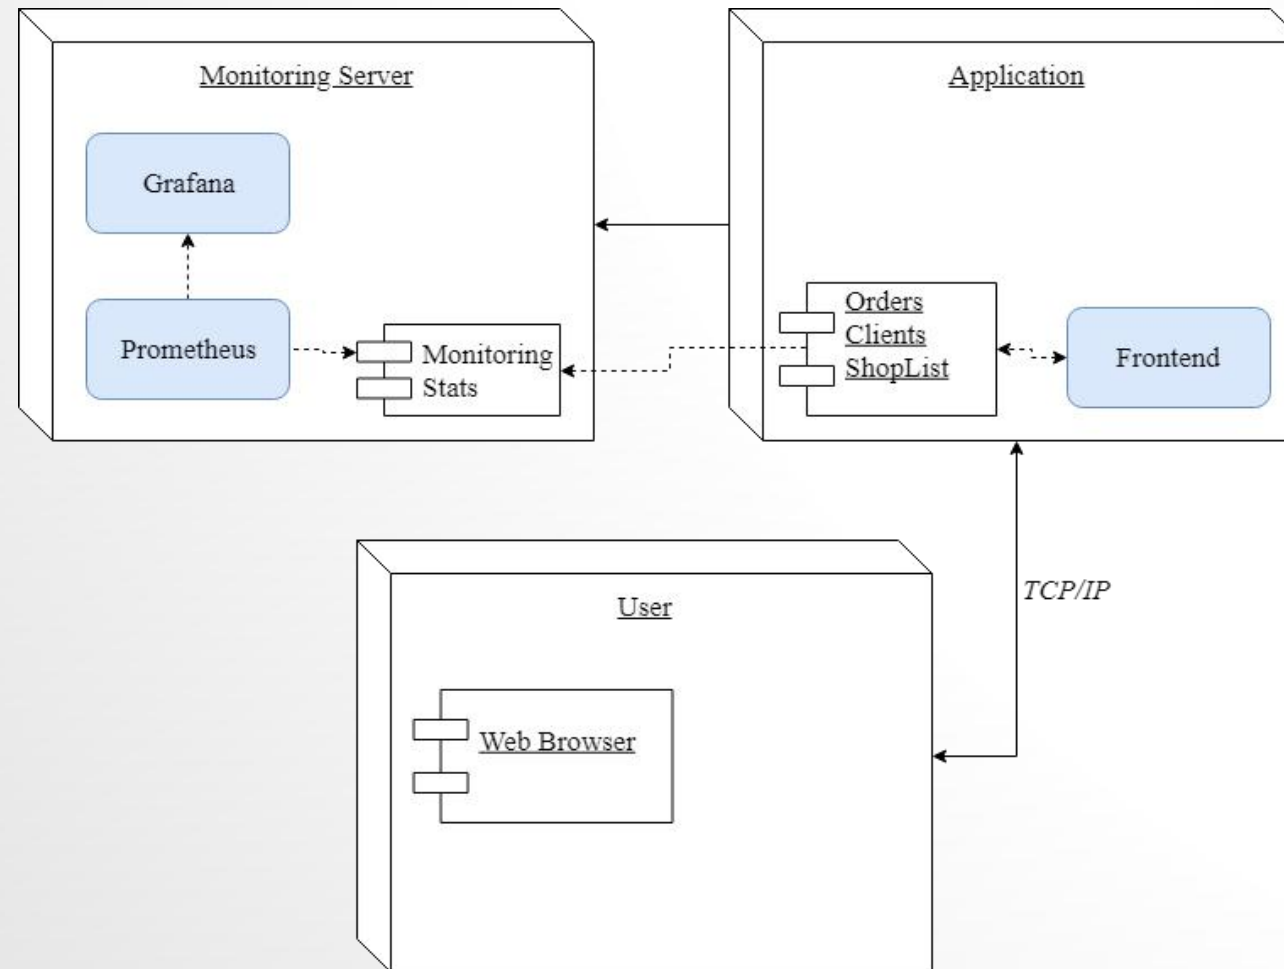 Monitoring Server
Grafana
Prometheus
Monitoring
Stats
Application
Orders
Clients
ShopList
Frontend
TCP/IP
User
Web Browser